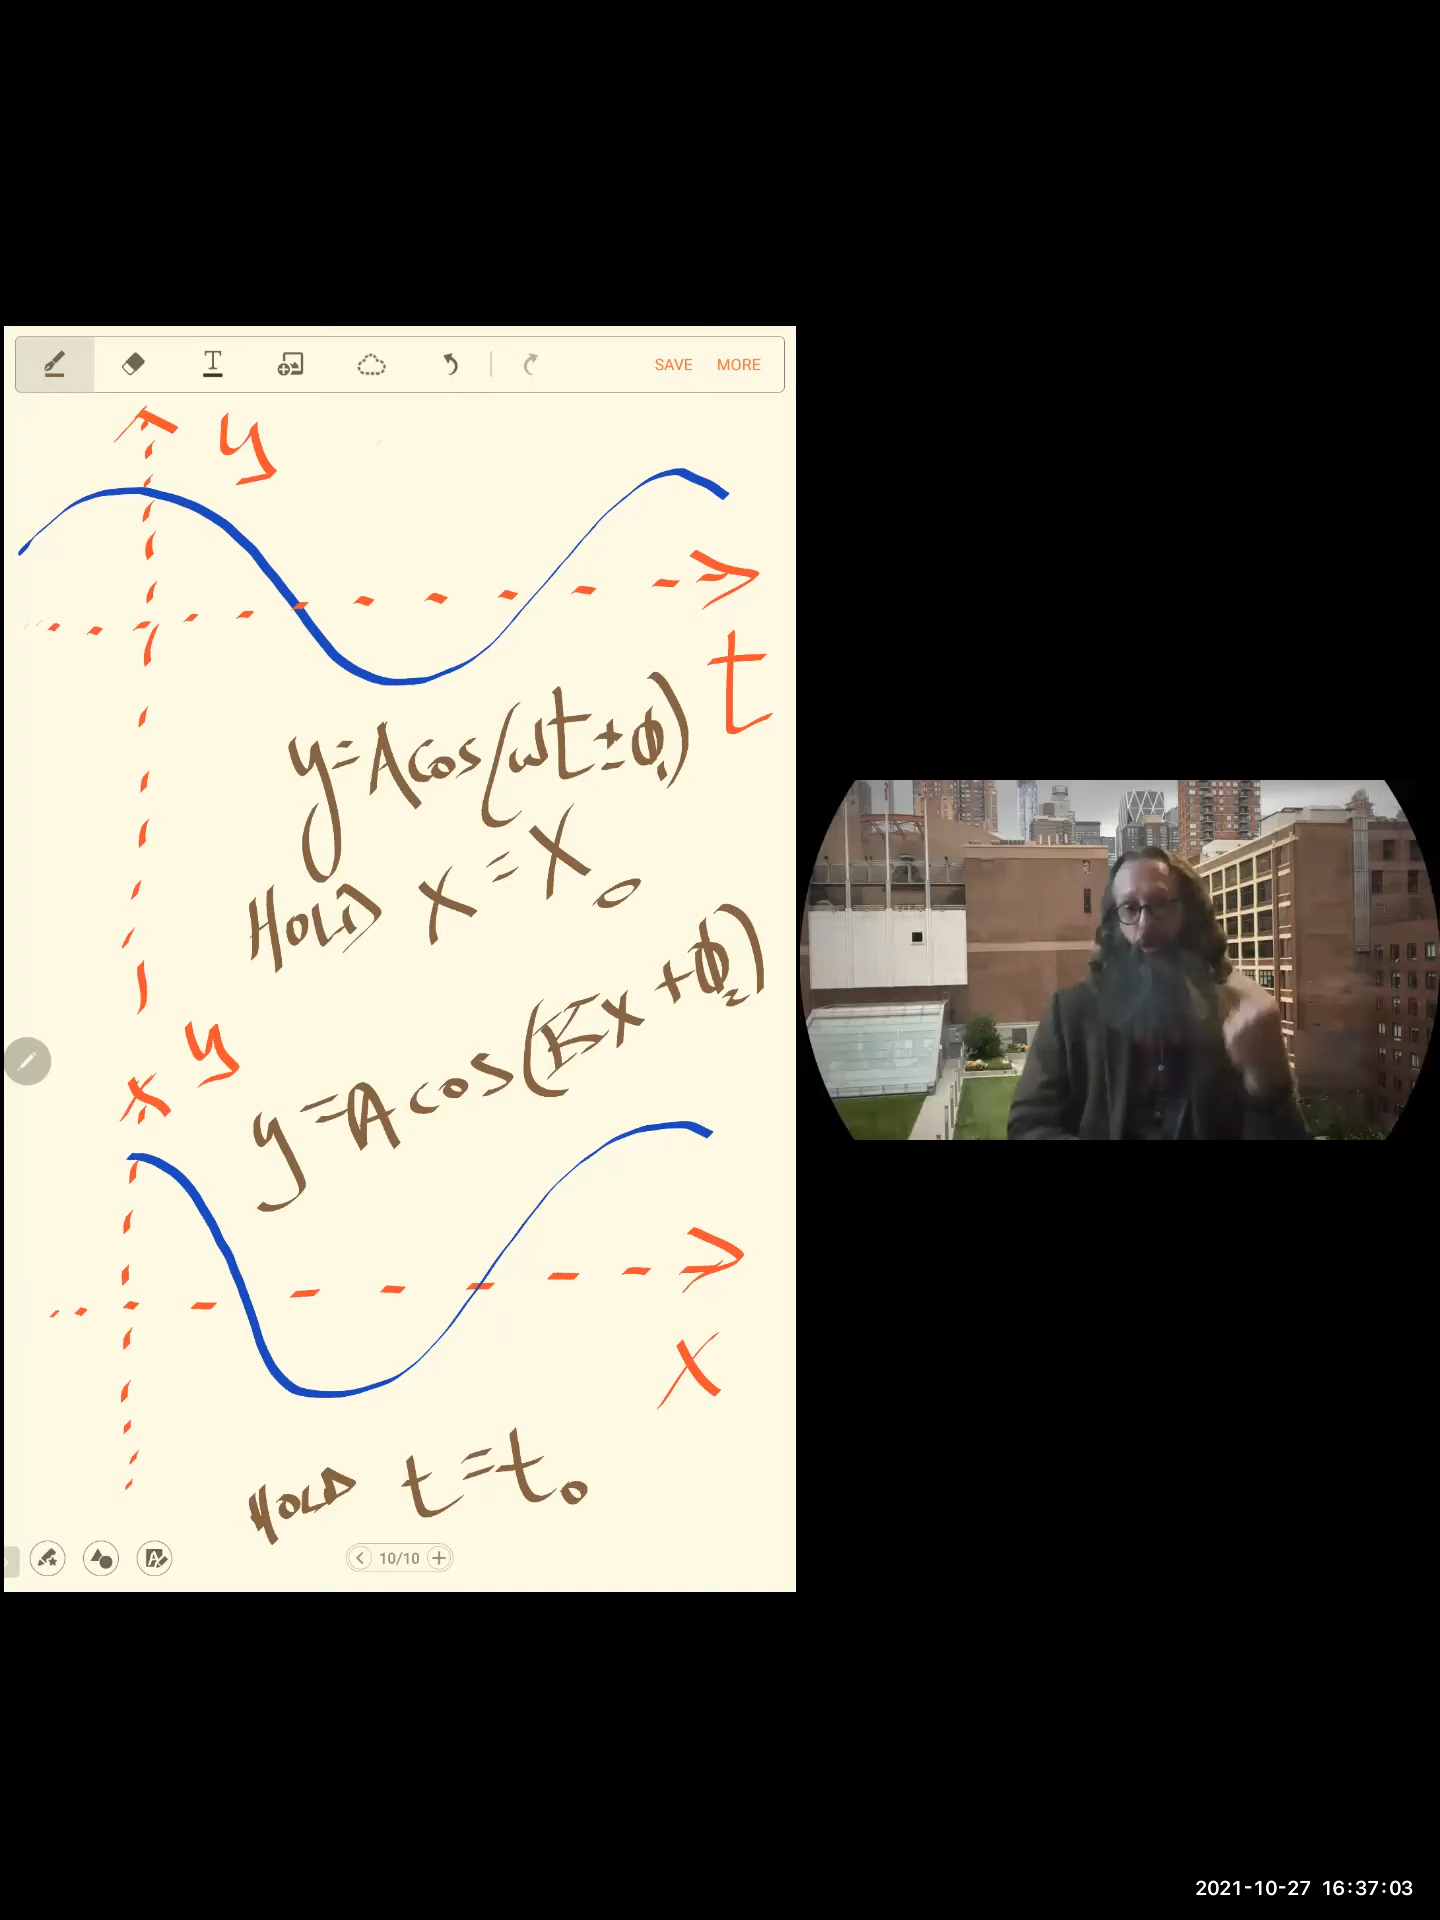 SAVE MORE
y
t
y=Acos(ωt±ϕ₁)
HOLD x=x₀
y
y=Acos(kx+ϕ₂)
x
HOLD t=t₀
10/10
2021-10-27 16:37:03